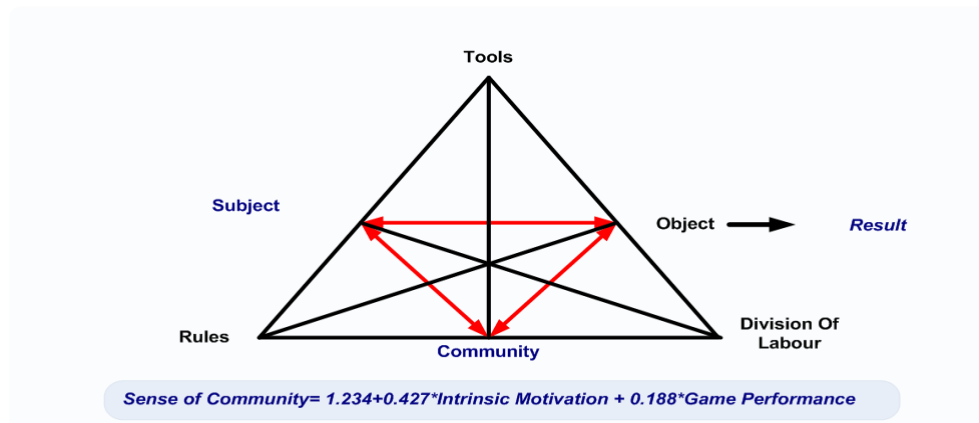 Tools
Subject
Object
Result
Rules
Division Of
Labour
Community
Sense of Community= 1.234+0.427*Intrinsic Motivation + 0.188*Game Performance